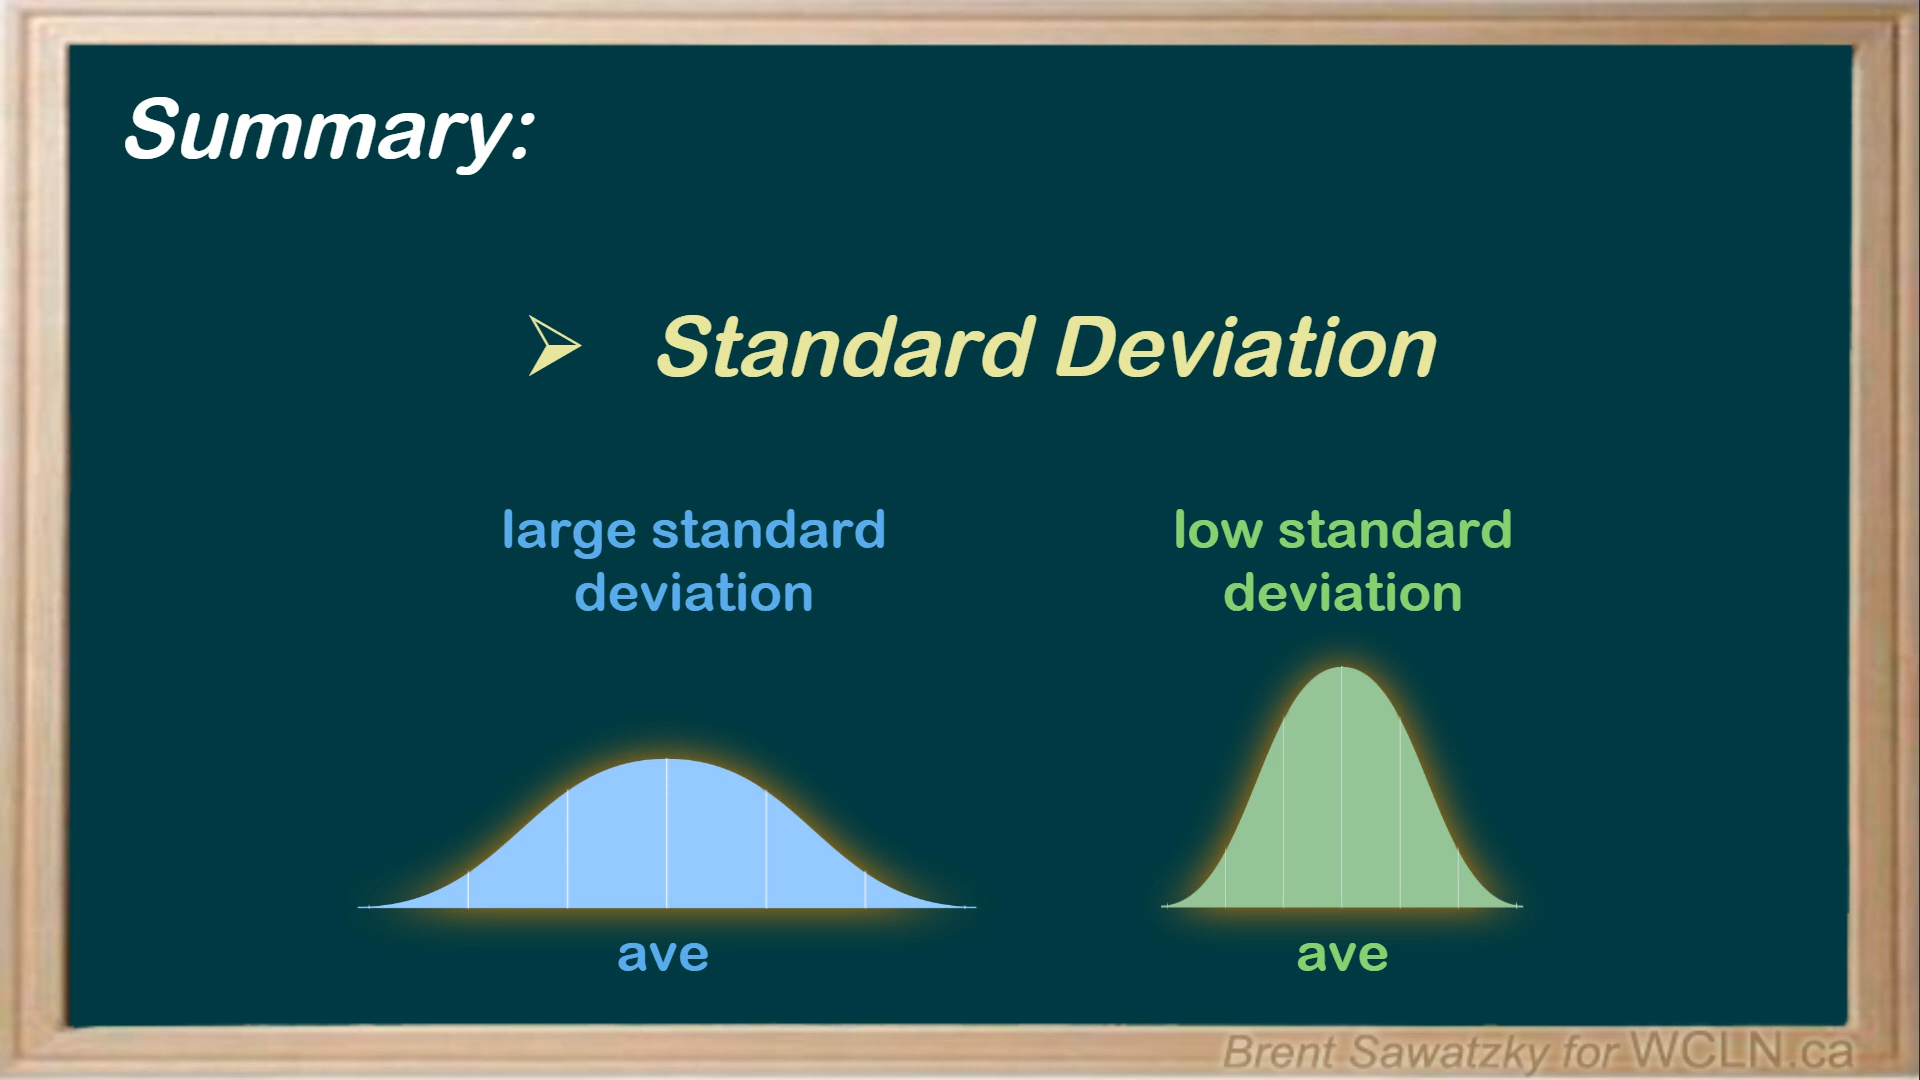 Summary:
➢ Standard Deviation
large standard
deviation
low standard
deviation
ave
ave
Brent Sawatzky for WCLN.ca